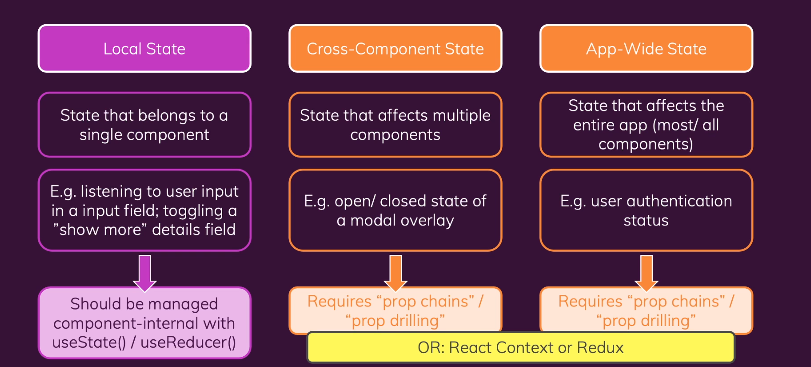 Local State
State that belongs to a
single component
E.g. listening to user input
in a input field; toggling a
”show more” details field
Should be managed
component-internal with
useState() / useReducer()
Cross-Component State
State that affects multiple
components
E.g. open/ closed state of
a modal overlay
Requires “prop chains” /
“prop drilling”
App-Wide State
State that affects the
entire app (most/ all
components)
E.g. user authentication
status
Requires “prop chains” /
“prop drilling”
OR: React Context or Redux